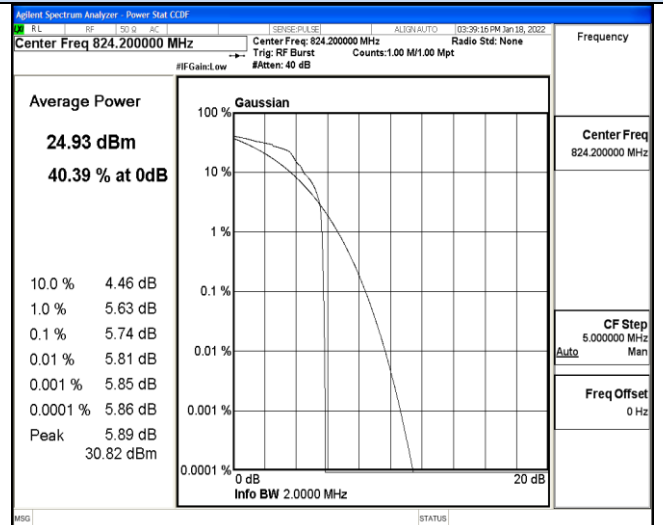 Agilent Spectrum Analyzer - Power Stat CCDF
RL RF 50 Ω AC SENSE:PULSE ALIGN AUTO 03:39:16 PM Jan 18, 2022
Center Freq 824.200000 MHz
Center Freq: 824.200000 MHz Radio Std: None
Trig: RF Burst Counts:1.00 M/1.00 Mpt
#IFGain:Low #Atten: 40 dB
Frequency
Average Power
24.93 dBm
40.39 % at 0dB
10.0 % 4.46 dB
1.0 % 5.63 dB
0.1 % 5.74 dB
0.01 % 5.81 dB
0.001 % 5.85 dB
0.0001 % 5.86 dB
Peak 5.89 dB
30.82 dBm
Gaussian
100 %
10 %
1 %
0.1 %
0.01 %
0.001 %
0.0001 %
0 dB 20 dB
Info BW 2.0000 MHz
Center Freq
824.200000 MHz
CF Step
5.000000 MHz
Auto Man
Freq Offset
0 Hz
MSG STATUS